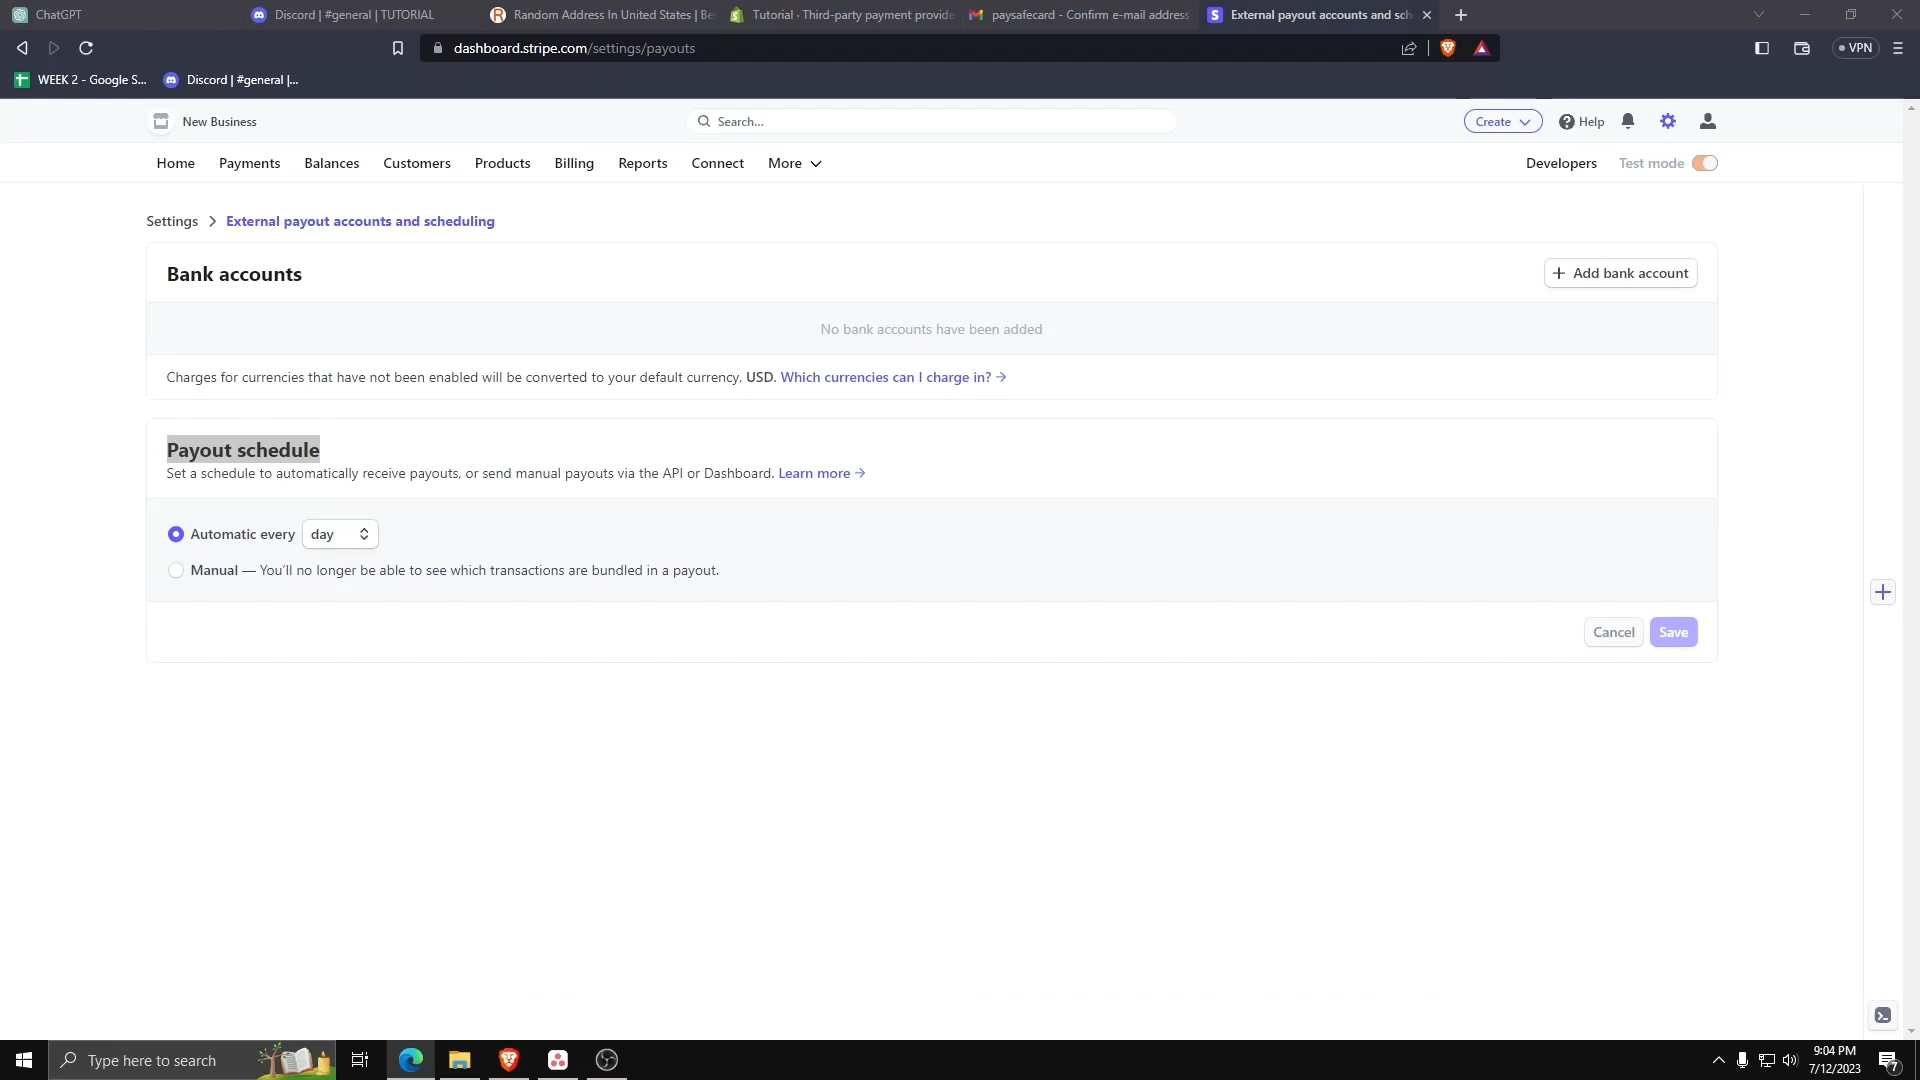 ChatGPT
Discord | #general | TUTORIAL
Random Address In United States | Be
Tutorial · Third-party payment provide
paysafecard - Confirm e-mail address
External payout accounts and sch
dashboard.stripe.com/settings/payouts
VPN
WEEK 2 - Google S...
Discord | #general |...
New Business
Search...
Create
Help
Home
Payments
Balances
Customers
Products
Billing
Reports
Connect
More
Developers
Test mode
Settings
External payout accounts and scheduling
Bank accounts
Add bank account
No bank accounts have been added
Charges for currencies that have not been enabled will be converted to your default currency, USD. Which currencies can I charge in? →
Payout schedule
Set a schedule to automatically receive payouts, or send manual payouts via the API or Dashboard. Learn more →
Automatic every day
Manual — You'll no longer be able to see which transactions are bundled in a payout.
Cancel
Save
Type here to search
9:04 PM
7/12/2023
7